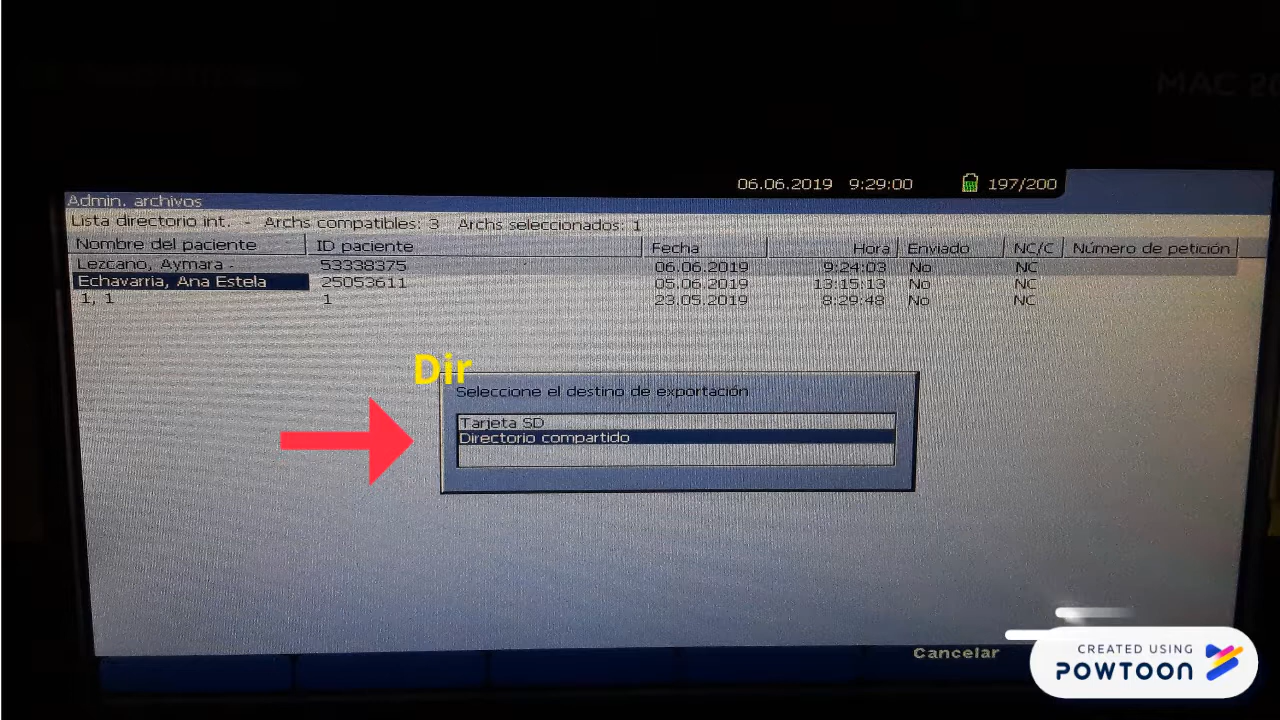 MAC 20
06.06.2019 9:29:00 197/200
Admin. archivos
Lista directorio int. - Archs compatibles: 3 Archs seleccionados: 1
Nombre del paciente ID paciente Fecha Hora Enviado NC/C Número de petición
Lezcano, Aymara - 53338375 06.06.2019 9:24:03 No NC
Echavarria, Ana Estela 25053611 05.06.2019 13:15:13 No NC
1, 1 1 23.05.2019 8:29:48 No NC
Dir
Seleccione el destino de exportación
Tarjeta SD
Directorio compartido
Cancelar
CREATED USING
POWTOON